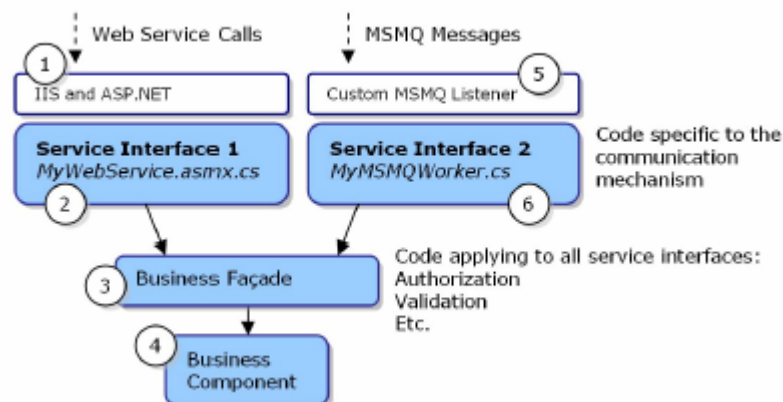 Web Service Calls
MSMQ Messages
1
5
IIS and ASP.NET
Custom MSMQ Listener
Service Interface 1
MyWebService.asmx.cs
Service Interface 2
MyMSMQWorker.cs
Code specific to the
communication
mechanism
2
6
3
Business Façade
Code applying to all service interfaces:
Authorization
Validation
Etc.
4
Business
Component